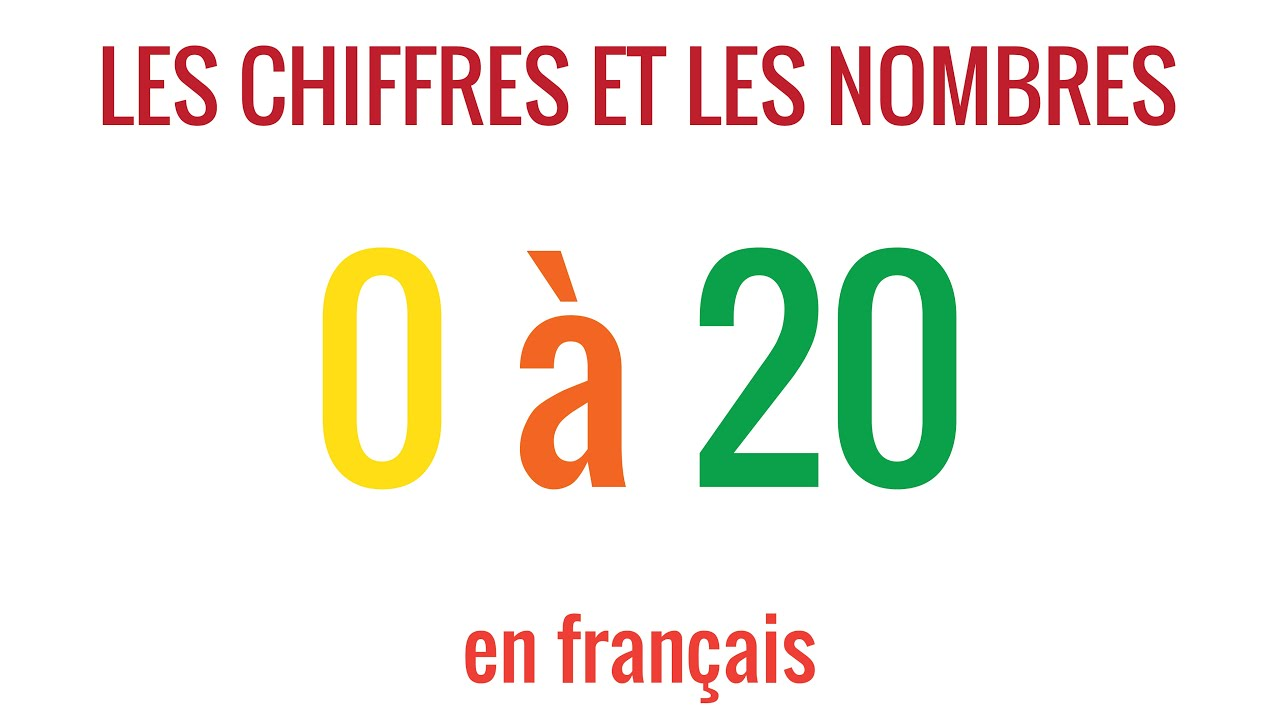 LES CHIFFRES ET LES NOMBRES
0 à 20
en français